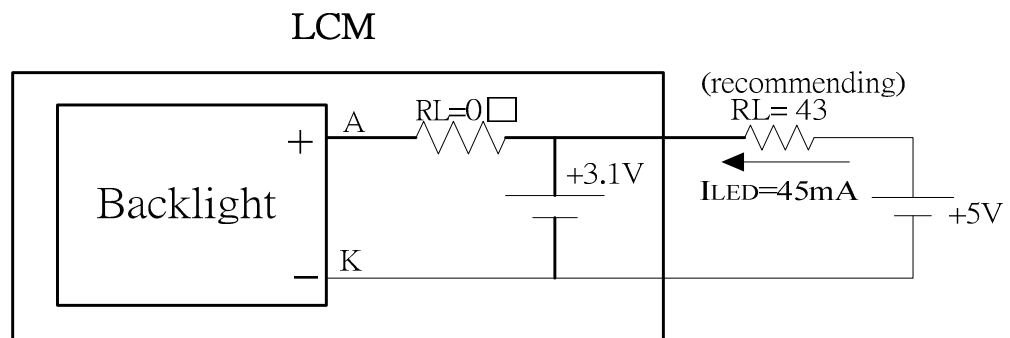 LCM
(recommending)
RL=0□
RL= 43
A
+
+3.1V
ILED=45mA
Backlight
+5V
K
−